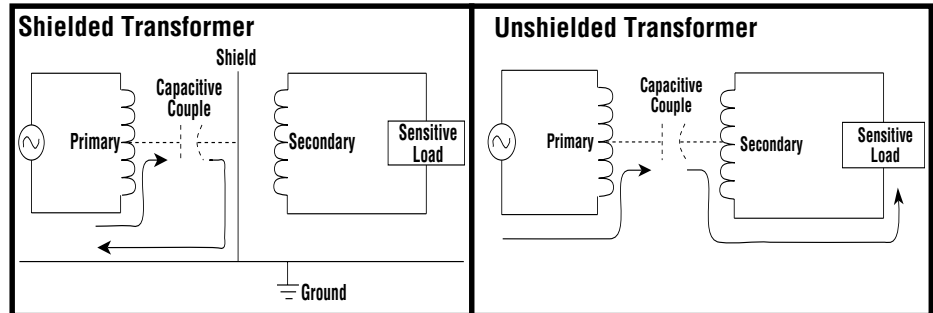 Shielded Transformer
Shield
Capacitive
Couple
Primary
Secondary
Sensitive
Load
Ground
Unshielded Transformer
Capacitive
Couple
Primary
Secondary
Sensitive
Load